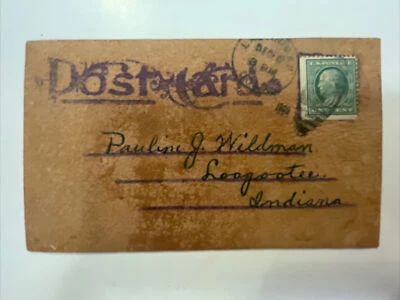 Post Card
Pauline J. Wildman
Loogootee
Indiana